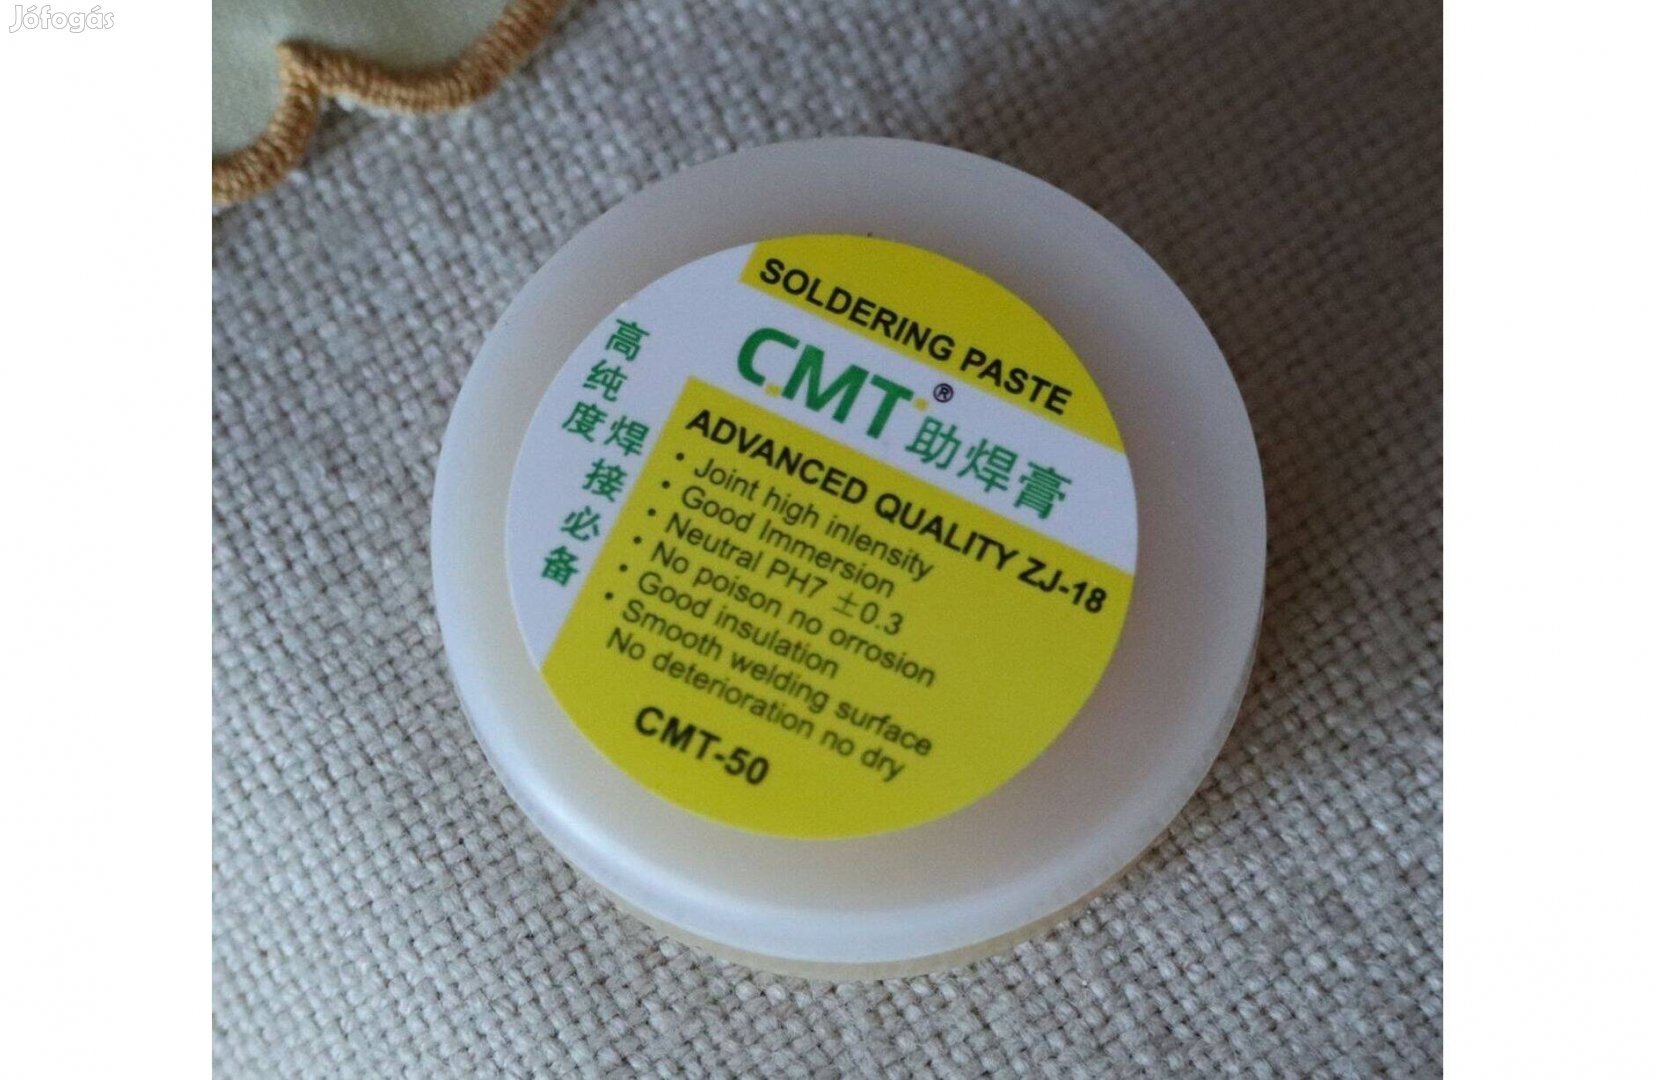 Jófogás
SOLDERING PASTE
CMT® 助焊膏
高纯度
焊接必备
ADVANCED QUALITY ZJ-18
• Joint high inlensity
• Good Immersion
• Neutral PH7 ±0.3
• No poison no orrosion
• Good insulation
• Smooth welding surface
No deterioration no dry
CMT-50